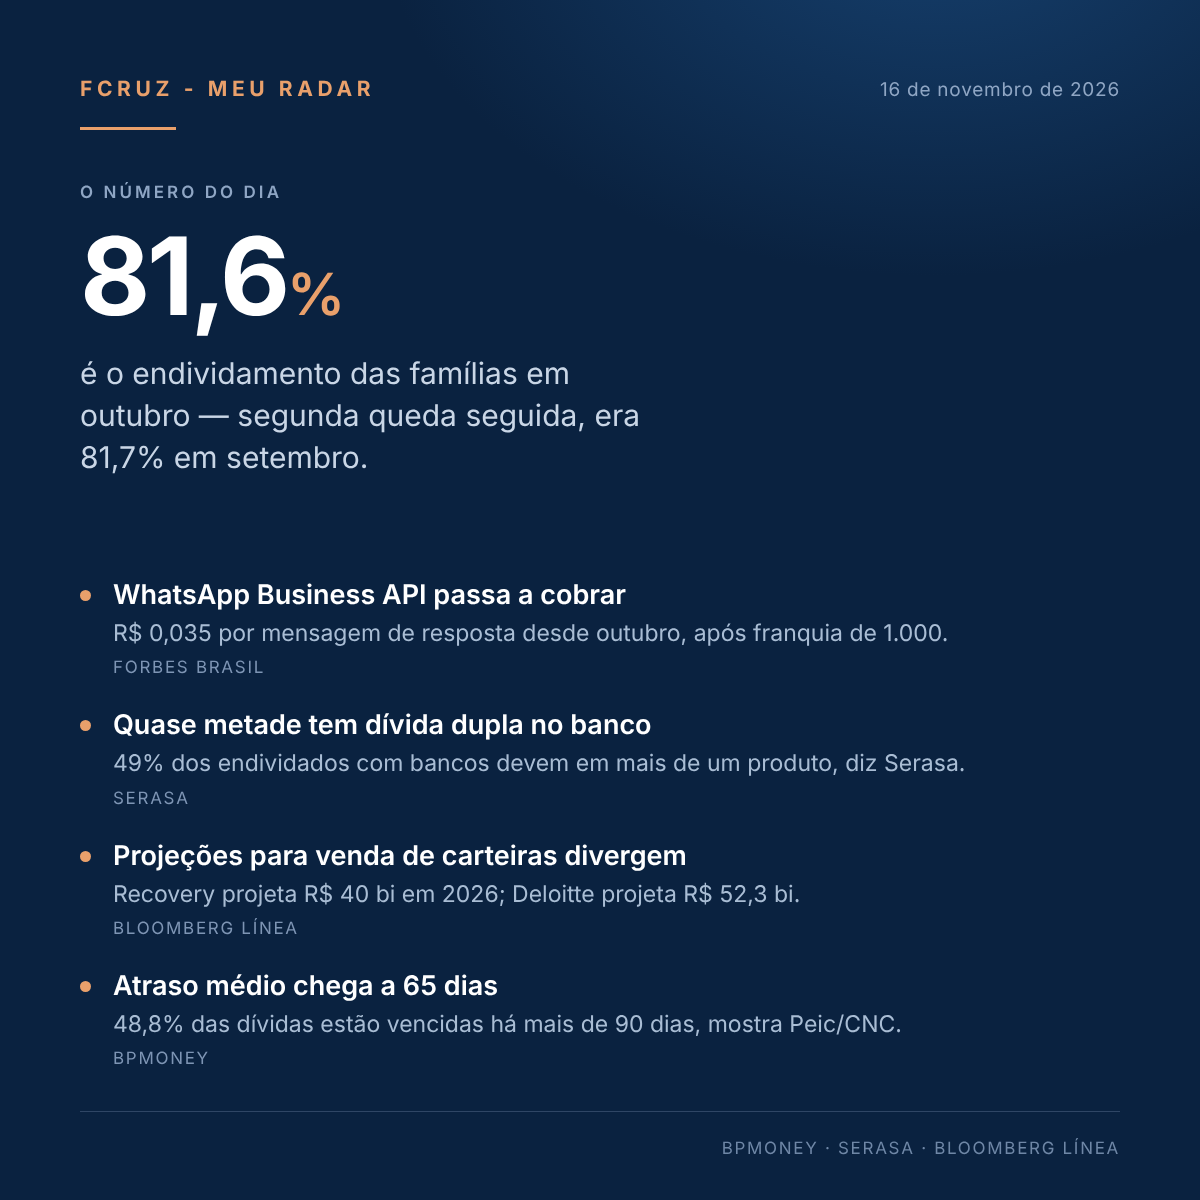 FCRUZ - MEU RADAR
16 de novembro de 2026
O NÚMERO DO DIA
81,6%
é o endividamento das famílias em
outubro — segunda queda seguida, era
81,7% em setembro.
WhatsApp Business API passa a cobrar
R$ 0,035 por mensagem de resposta desde outubro, após franquia de 1.000.
FORBES BRASIL
Quase metade tem dívida dupla no banco
49% dos endividados com bancos devem em mais de um produto, diz Serasa.
SERASA
Projeções para venda de carteiras divergem
Recovery projeta R$ 40 bi em 2026; Deloitte projeta R$ 52,3 bi.
BLOOMBERG LÍNEA
Atraso médio chega a 65 dias
48,8% das dívidas estão vencidas há mais de 90 dias, mostra Peic/CNC.
BPMONEY
BPMONEY · SERASA · BLOOMBERG LÍNEA